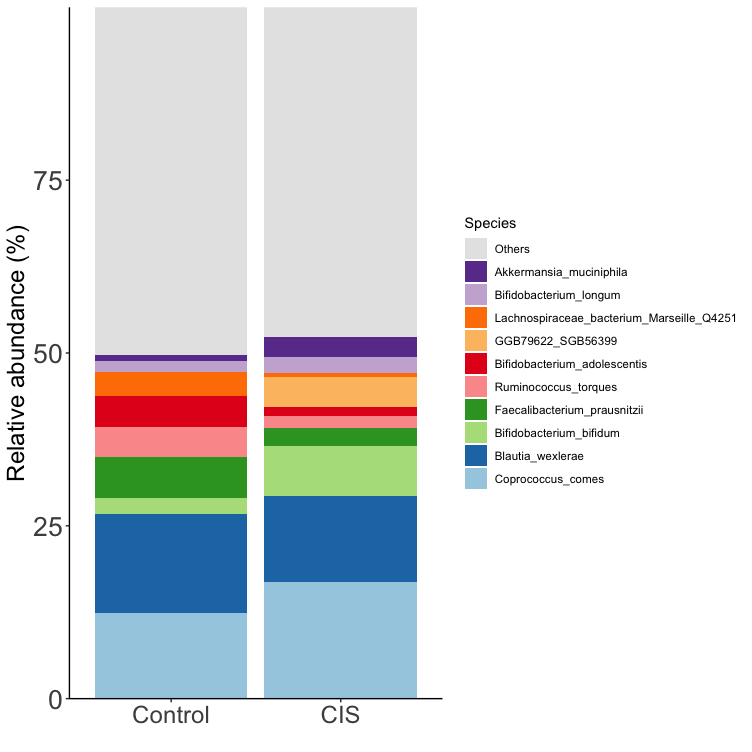 Relative abundance (%)
75
50
25
0
Control
CIS
Species
Others
Akkermansia_muciniphila
Bifidobacterium_longum
Lachnospiraceae_bacterium_Marseille_Q4251
GGB79622_SGB56399
Bifidobacterium_adolescentis
Ruminococcus_torques
Faecalibacterium_prausnitzii
Bifidobacterium_bifidum
Blautia_wexlerae
Coprococcus_comes